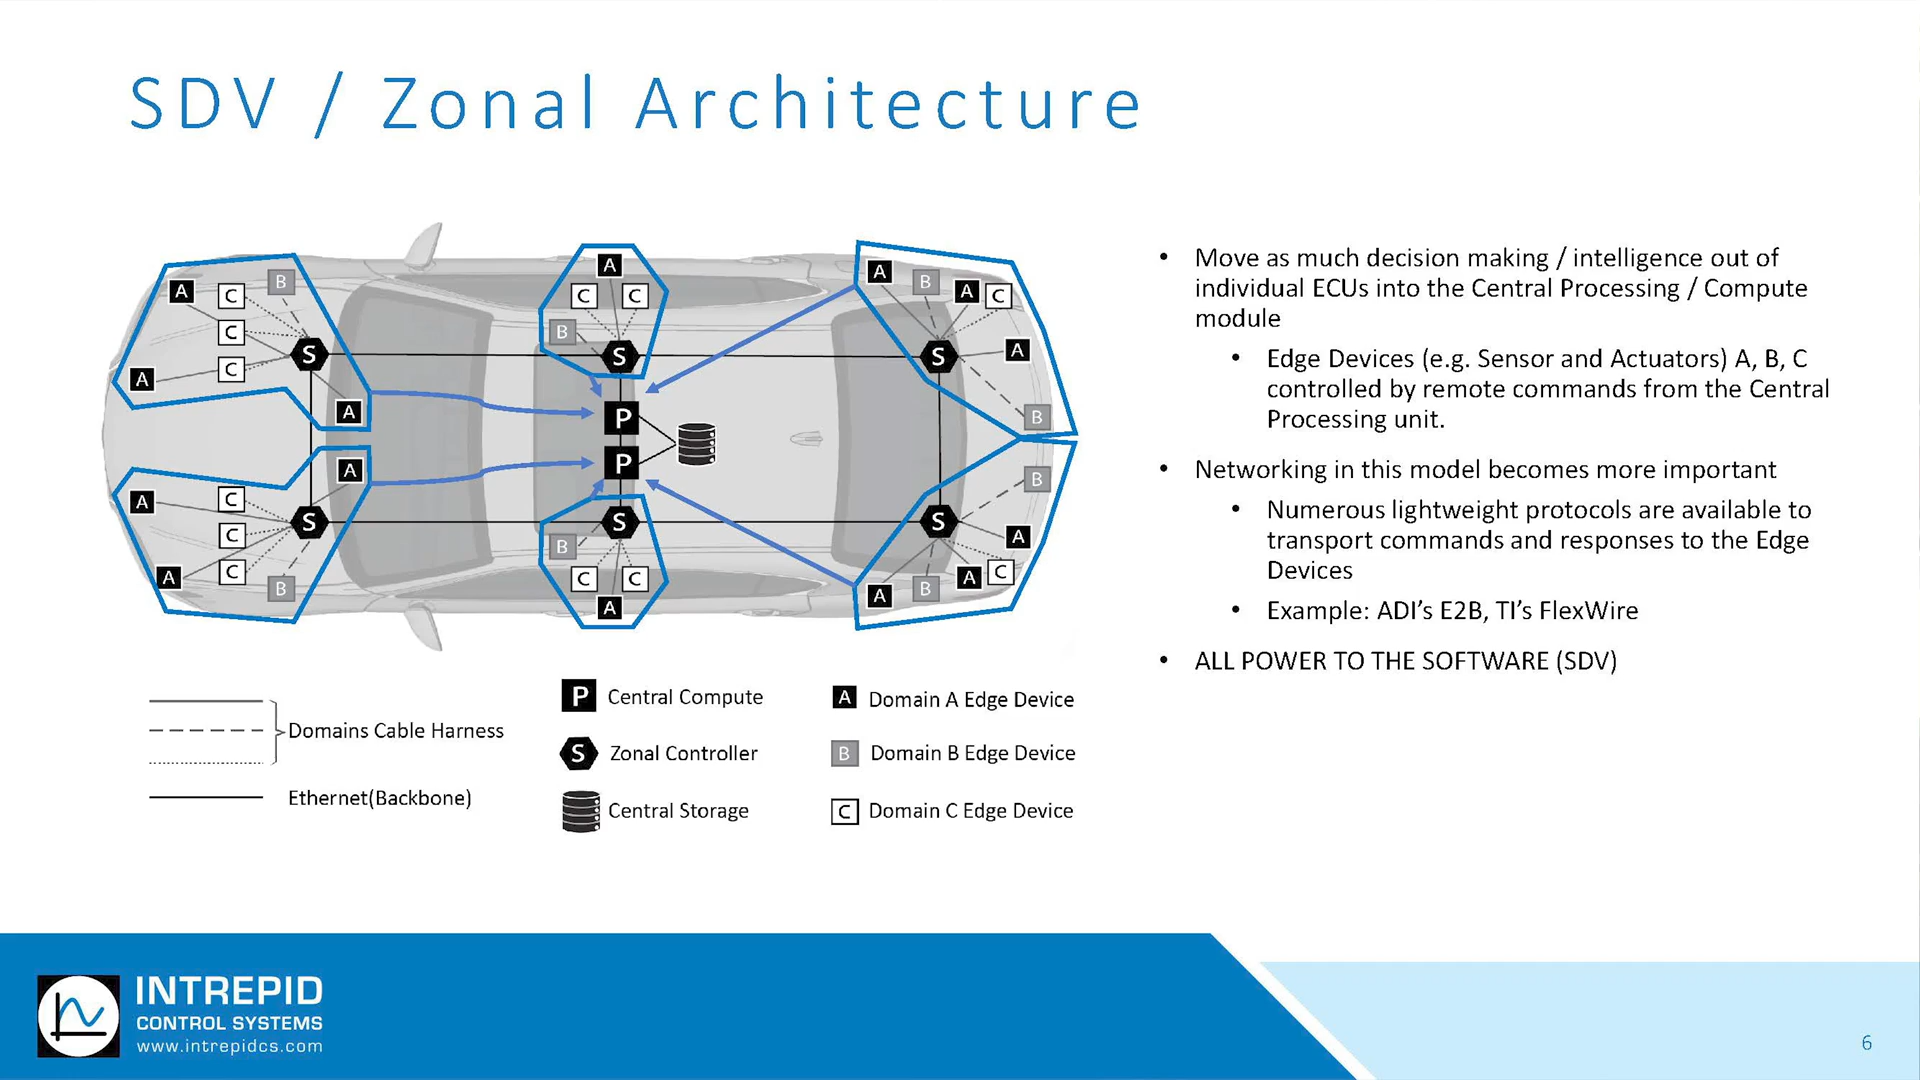 SDV / Zonal Architecture
A
C
B
C
S
C
A
A
A
C
C
B
S
A
B
A
C
S
A
B
P
P
A
A
C
C
S
C
A
B
S
B
C
C
A
B
S
A
A
C
B
A
• Move as much decision making / intelligence out of
individual ECUs into the Central Processing / Compute
module
• Edge Devices (e.g. Sensor and Actuators) A, B, C
controlled by remote commands from the Central
Processing unit.
• Networking in this model becomes more important
• Numerous lightweight protocols are available to
transport commands and responses to the Edge
Devices
• Example: ADI’s E2B, TI’s FlexWire
• ALL POWER TO THE SOFTWARE (SDV)
Domains Cable Harness
Ethernet(Backbone)
P Central Compute
S Zonal Controller
Central Storage
A Domain A Edge Device
B Domain B Edge Device
C Domain C Edge Device
INTREPID
CONTROL SYSTEMS
www.intrepidcs.com
6